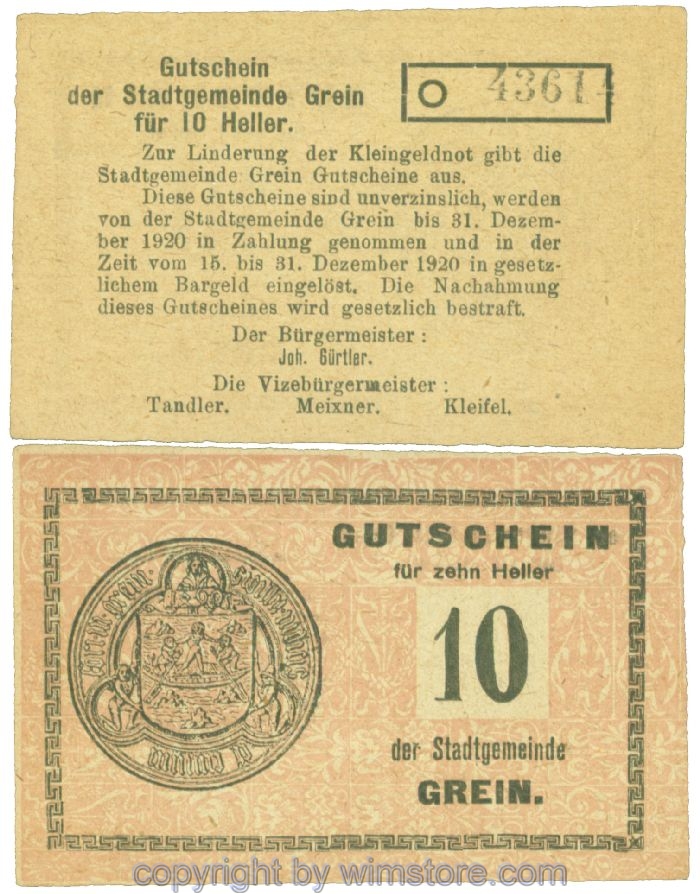 Gutschein
der Stadtgemeinde Grein
für 10 Heller.
O 43614
Zur Linderung der Kleingeldnot gibt die
Stadtgemeinde Grein Gutscheine aus.
Diese Gutscheine sind unverzinslich, werden
von der Stadtgemeinde Grein bis 31. Dezem-
ber 1920 in Zahlung genommen und in der
Zeit vom 15. bis 31. Dezember 1920 in gesetz-
lichem Bargeld eingelöst. Die Nachahmung
dieses Gutscheines wird gesetzlich bestraft.
Der Bürgermeister :
Joh. Gürtler.
Die Vizebürgermeister :
Tandler. Meixner. Kleifel.
GUTSCHEIN
für zehn Heller
10
der Stadtgemeinde
GREIN.
copyright by wimstore.com